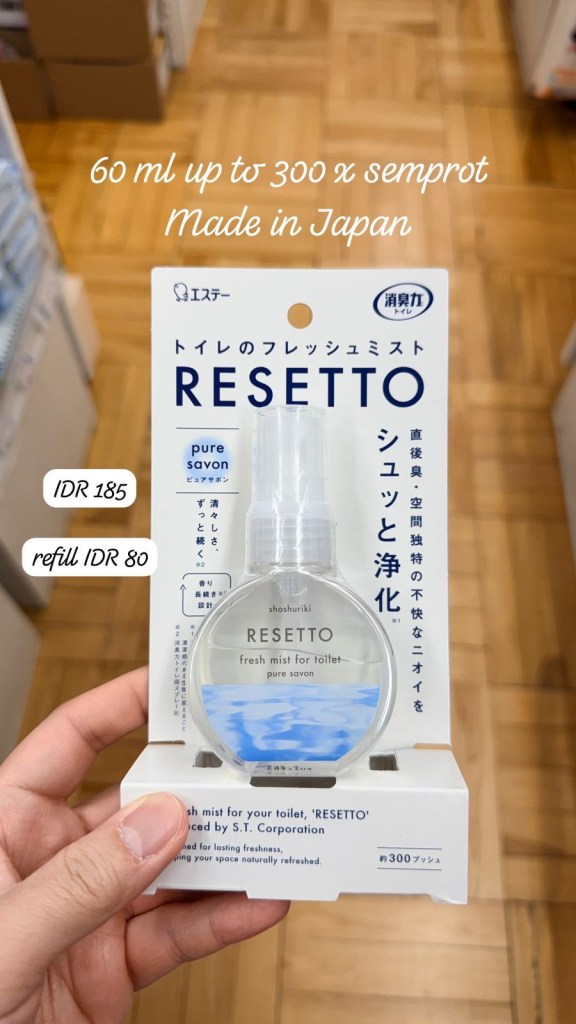 60 ml up to 300 x semprot
Made in Japan
エステー
消臭力
トイレ
トイレのフレッシュミスト
RESETTO
pure
savon
ピュアサボン
直後臭・空間独特の不快なニオイを
シュッと浄化※1
IDR 185
清々しさ、
ずっと続く※2
refill IDR 80
香り
長続き
設計
shoshuriki
RESETTO
fresh mist for toilet
pure savon
sh mist for your toilet, 'RESETTO'
uced by S.T. Corporation
ned for lasting freshness,
ping your space naturally refreshed.
約300プッシュ